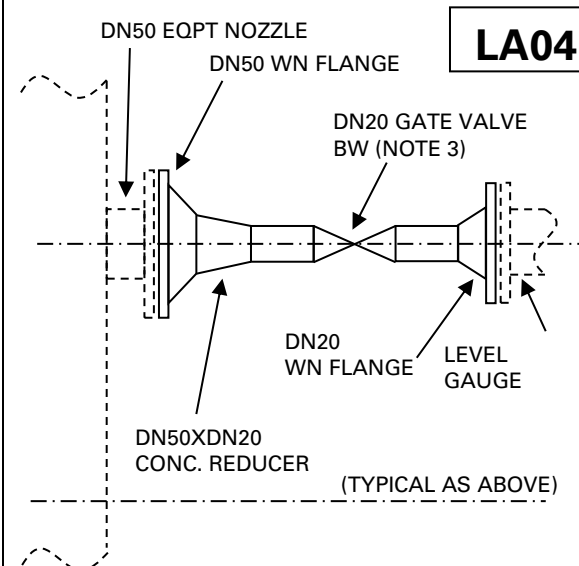 DN50 EQPT NOZZLE
LA04
DN50 WN FLANGE
DN20 GATE VALVE
BW (NOTE 3)
DN20
WN FLANGE
LEVEL
GAUGE
DN50XDN20
CONC. REDUCER
(TYPICAL AS ABOVE)